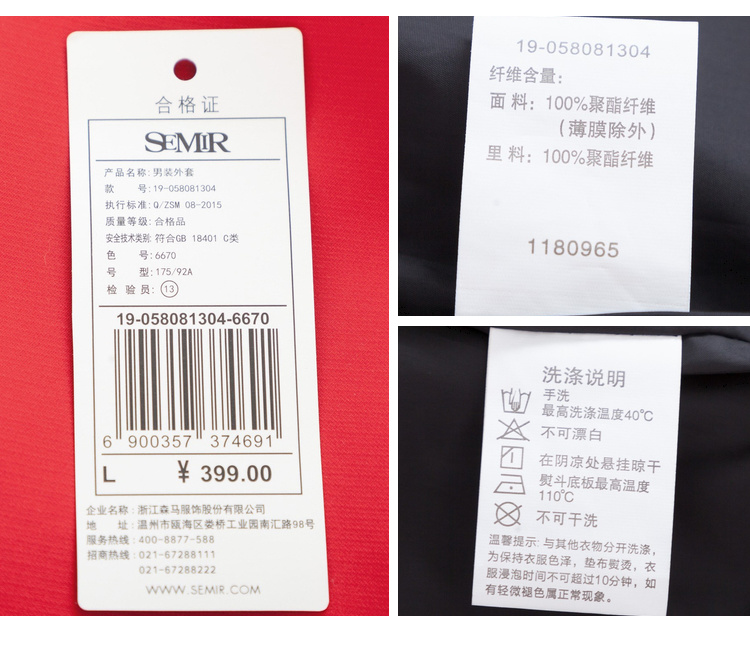 合格证
SEMIR
产品名称:男装外套
款 号:19-058081304
执行标准:Q/ZSM 08-2015
质量等级:合格品
安全技术类别:符合GB 18401 C类
色 号:6670
号 型:175/92A
检 验 员:13
19-058081304-6670
6 900357 374691
L ¥ 399.00
企业名称:浙江森马服饰股份有限公司
地 址:温州市瓯海区娄桥工业园南汇路98号
服务热线:400-8877-588
招商热线:021-67288111
021-67288222
WWW.SEMIR.COM
19-058081304
纤维含量:
面 料: 100%聚酯纤维
(薄膜除外)
里 料: 100%聚酯纤维
1180965
洗涤说明
手洗
最高洗涤温度40℃
不可漂白
在阴凉处悬挂晾干
熨斗底板最高温度
110℃
不可干洗
温馨提示:与其他衣物分开洗涤,
为保持衣服色泽,垫布熨烫,衣
服浸泡时间不可超过10分钟,如
有轻微褪色属正常现象。